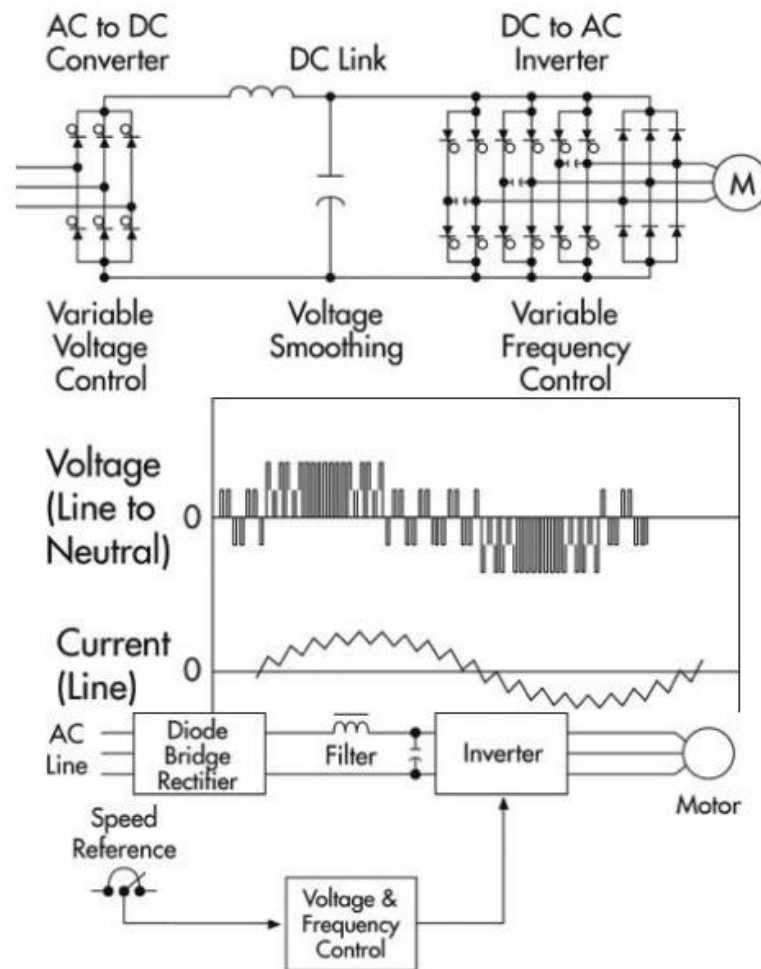 AC to DC
Converter
DC Link
DC to AC
Inverter
M
Variable
Voltage
Control
Voltage
Smoothing
Variable
Frequency
Control
Voltage
(Line to
Neutral)
0
Current
(Line)
0
AC
Line
Diode
Bridge
Rectifier
Filter
Inverter
Motor
Speed
Reference
Voltage &
Frequency
Control